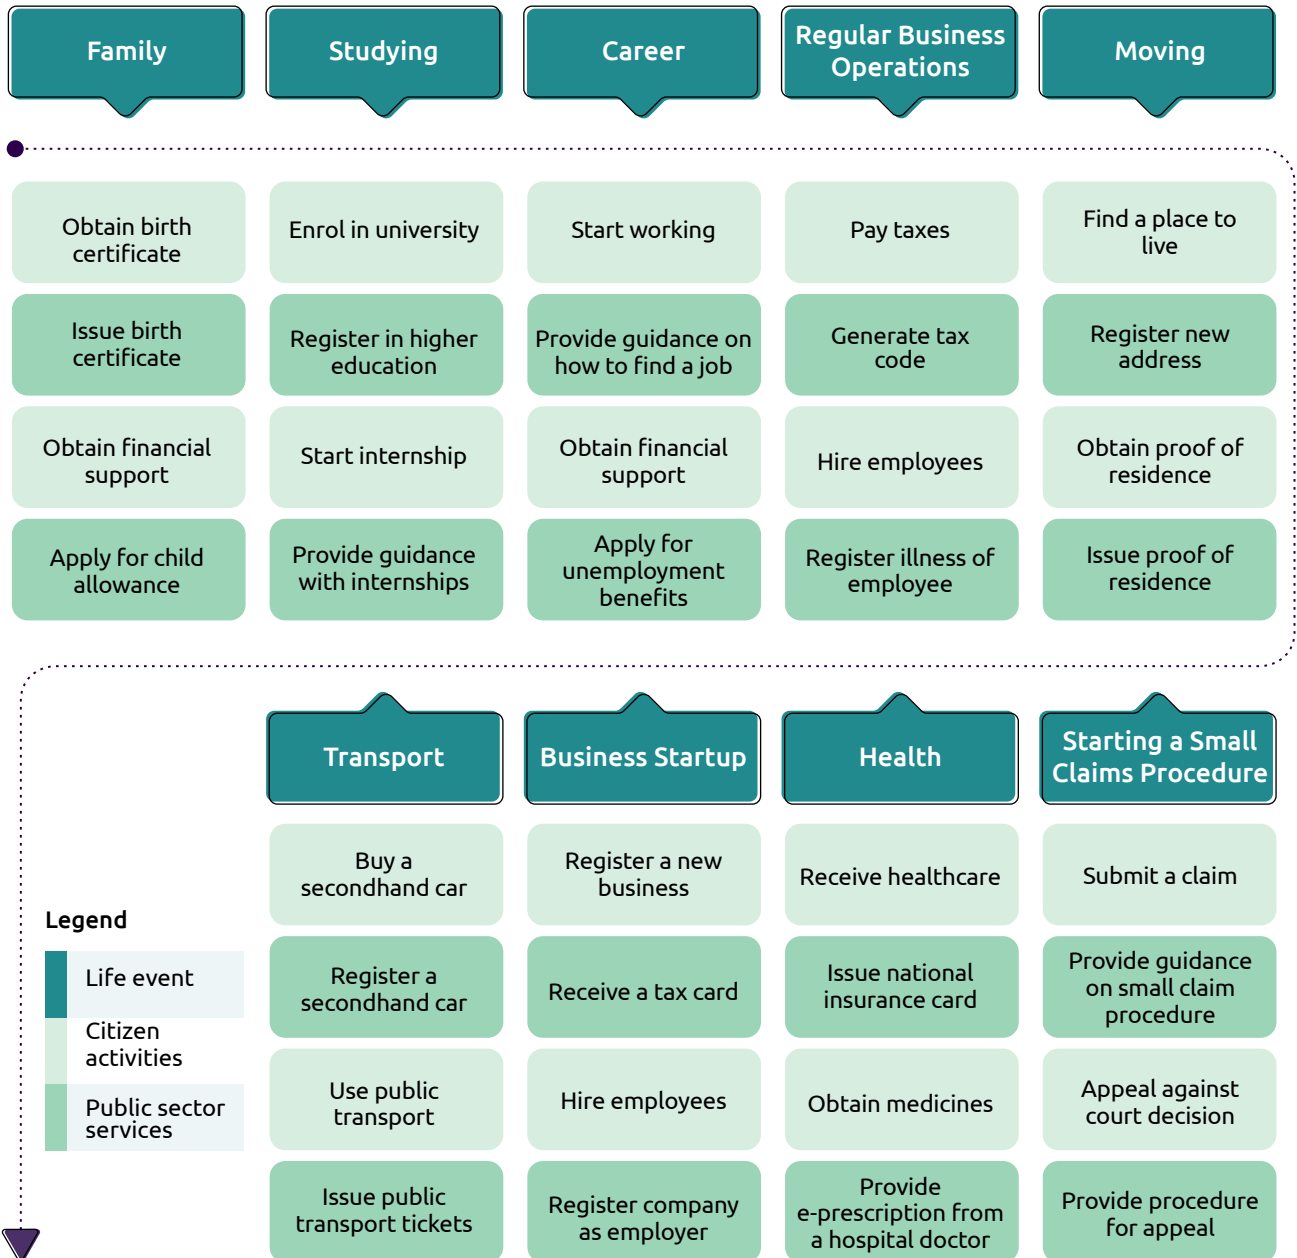 Family
Studying
Career
Regular Business
Operations
Moving
Obtain birth
certificate
Enrol in university
Start working
Pay taxes
Find a place to
live
Issue birth
certificate
Register in higher
education
Provide guidance on
how to find a job
Generate tax
code
Register new
address
Obtain financial
support
Start internship
Obtain financial
support
Hire employees
Obtain proof of
residence
Apply for child
allowance
Provide guidance
with internships
Apply for
unemployment
benefits
Register illness of
employee
Issue proof of
residence
Transport
Business Startup
Health
Starting a Small
Claims Procedure
Buy a
secondhand car
Register a new
business
Receive healthcare
Submit a claim
Register a
secondhand car
Receive a tax card
Issue national
insurance card
Provide guidance
on small claim
procedure
Use public
transport
Hire employees
Obtain medicines
Appeal against
court decision
Issue public
transport tickets
Register company
as employer
Provide
e-prescription from
a hospital doctor
Provide procedure
for appeal
Legend
Life event
Citizen
activities
Public sector
services